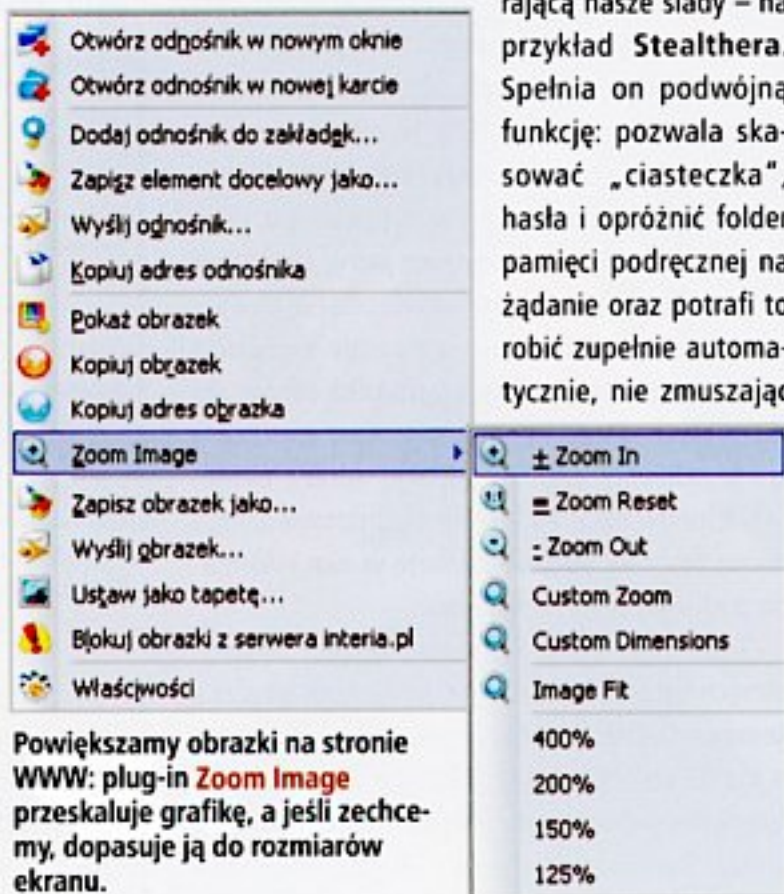 Otwórz odnośnik w nowym oknie
Otwórz odnośnik w nowej karcie
Dodaj odnośnik do zakładek...
Zapisz element docelowy jako...
Wyślij odnośnik...
Kopiuj adres odnośnika
Pokaż obrazek
Kopiuj obrazek
Kopiuj adres obrazka
Zoom Image
Zapisz obrazek jako...
Wyślij obrazek...
Ustaw jako tapetę...
Blokuj obrazki z serwera interia.pl
Właściwości
± Zoom In
= Zoom Reset
- Zoom Out
Custom Zoom
Custom Dimensions
Image Fit
400%
200%
150%
125%
Powiększamy obrazki na stronie
WWW: plug-in Zoom Image
przeskaluje grafikę, a jeśli zechce-
my, dopasuje ją do rozmiarów
ekranu.
rającą nasze ślady – na
przykład Stealthera.
Spełnia on podwójną
funkcję: pozwala ska-
sować „ciasteczka",
hasła i opróżnić folder
pamięci podręcznej na
żądanie oraz potrafi to
robić zupełnie automa-
tycznie, nie zmuszając